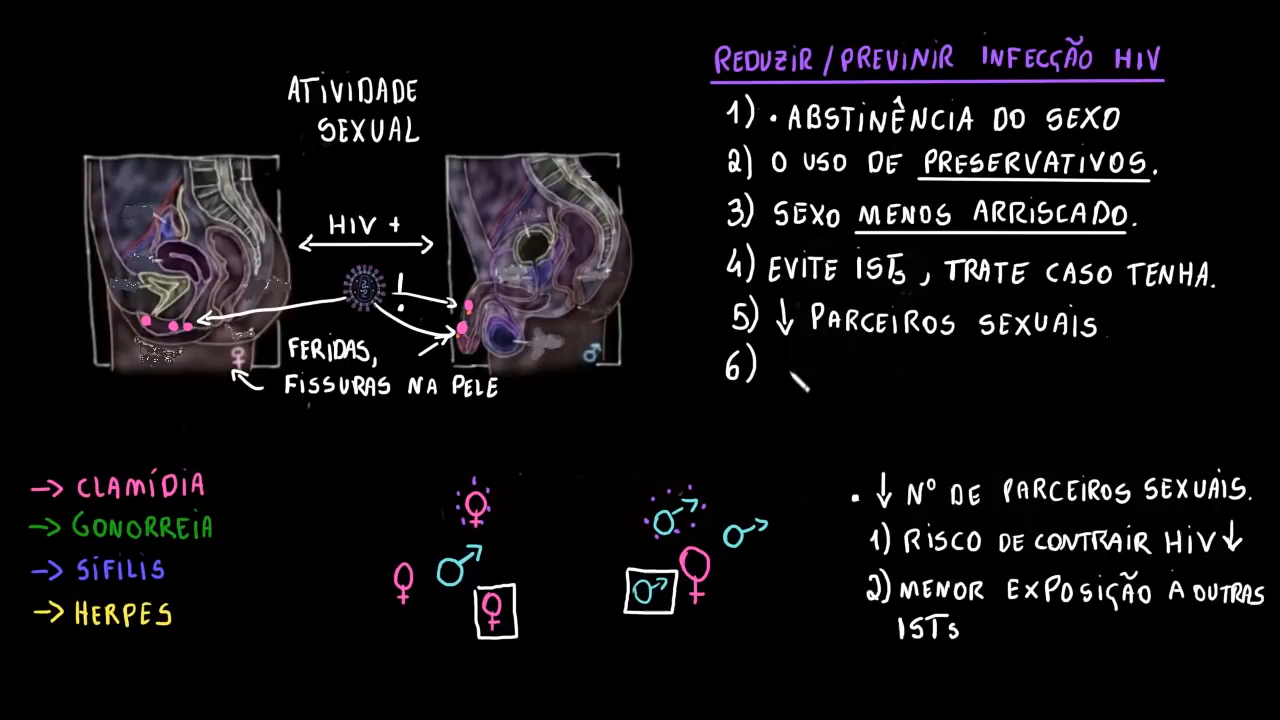 ATIVIDADE
SEXUAL
HIV +
!
FERIDAS,
FISSURAS NA PELE
♀
♂
REDUZIR / PREVINIR INFECÇÃO HIV
1) • ABSTINÊNCIA DO SEXO
2) O USO DE PRESERVATIVOS.
3) SEXO MENOS ARRISCADO.
4) EVITE ISTs, TRATE CASO TENHA.
5) ↓ PARCEIROS SEXUAIS
6)
→ CLAMÍDIA
→ GONORREIA
→ SÍFILIS
→ HERPES
• ↓ Nº DE PARCEIROS SEXUAIS.
1) RISCO DE CONTRAIR HIV ↓
2) MENOR EXPOSIÇÃO A OUTRAS
ISTs